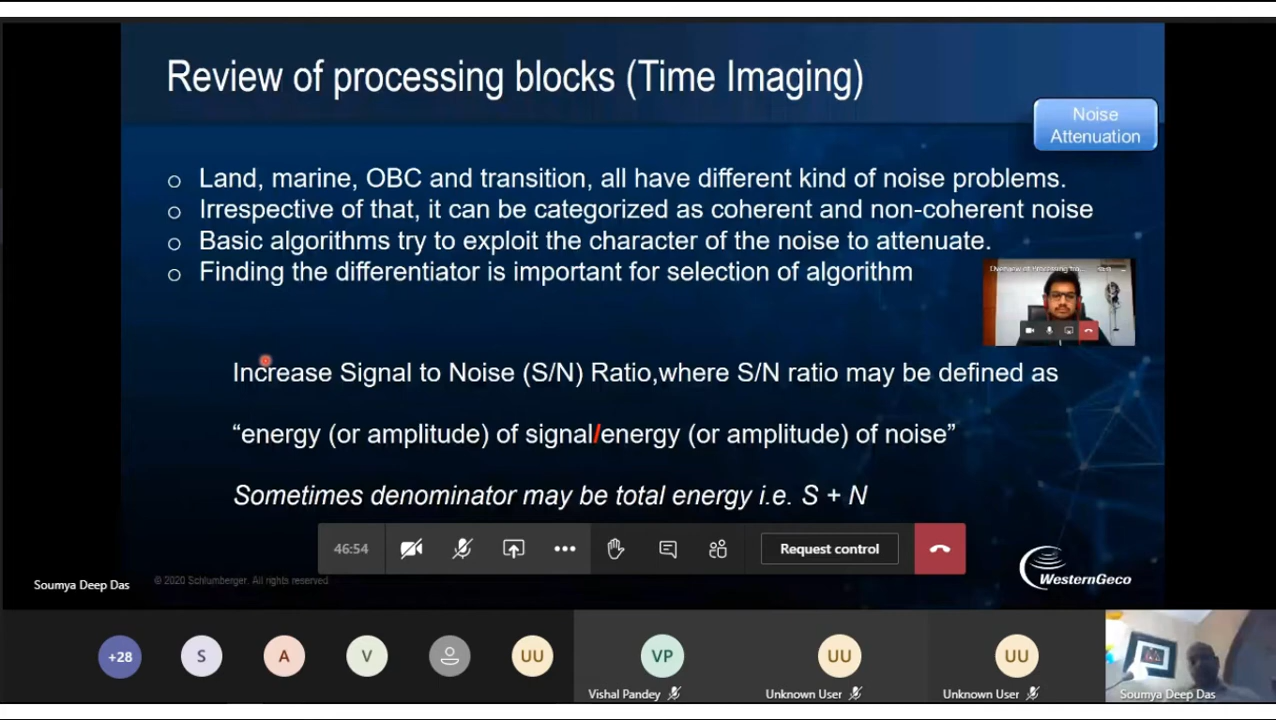 Review of processing blocks (Time Imaging)
Noise
Attenuation
o Land, marine, OBC and transition, all have different kind of noise problems.
o Irrespective of that, it can be categorized as coherent and non-coherent noise
o Basic algorithms try to exploit the character of the noise to attenuate.
o Finding the differentiator is important for selection of algorithm
Increase Signal to Noise (S/N) Ratio,where S/N ratio may be defined as
“energy (or amplitude) of signal/energy (or amplitude) of noise”
Sometimes denominator may be total energy i.e. S + N
46:54
Request control
WesternGeco
Soumya Deep Das
© 2020 Schlumberger. All rights reserved.
+28
S
A
V
UU
VP
UU
UU
Vishal Pandey
Unknown User
Unknown User
Soumya Deep Das